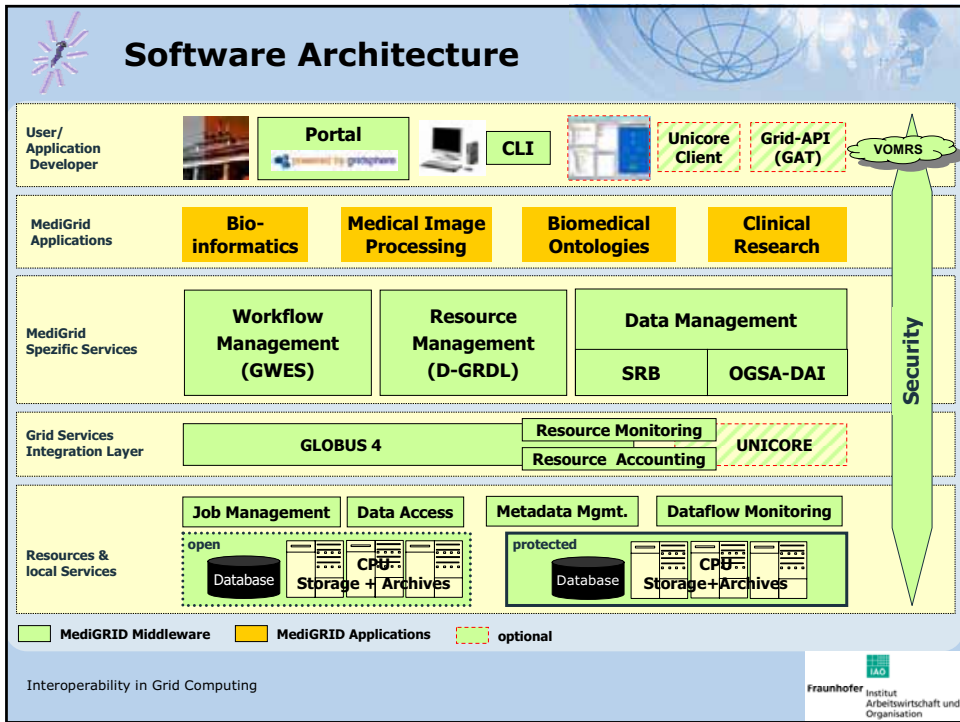 Software Architecture
User/
Application
Developer
Portal
powered by gridsphere
CLI
Unicore
Client
Grid-API
(GAT)
VOMRS
MediGrid
Applications
Bio-
informatics
Medical Image
Processing
Biomedical
Ontologies
Clinical
Research
MediGrid
Spezific Services
Workflow
Management
(GWES)
Resource
Management
(D-GRDL)
Data Management
SRB
OGSA-DAI
Security
Grid Services
Integration Layer
GLOBUS 4
Resource Monitoring
Resource Accounting
UNICORE
Resources &
local Services
Job Management
Data Access
Metadata Mgmt.
Dataflow Monitoring
open
Database
CPU
Storage + Archives
protected
Database
CPU
Storage+Archives
MediGRID Middleware
MediGRID Applications
optional
Interoperability in Grid Computing
IAO
Fraunhofer Institut
Arbeitswirtschaft und
Organisation